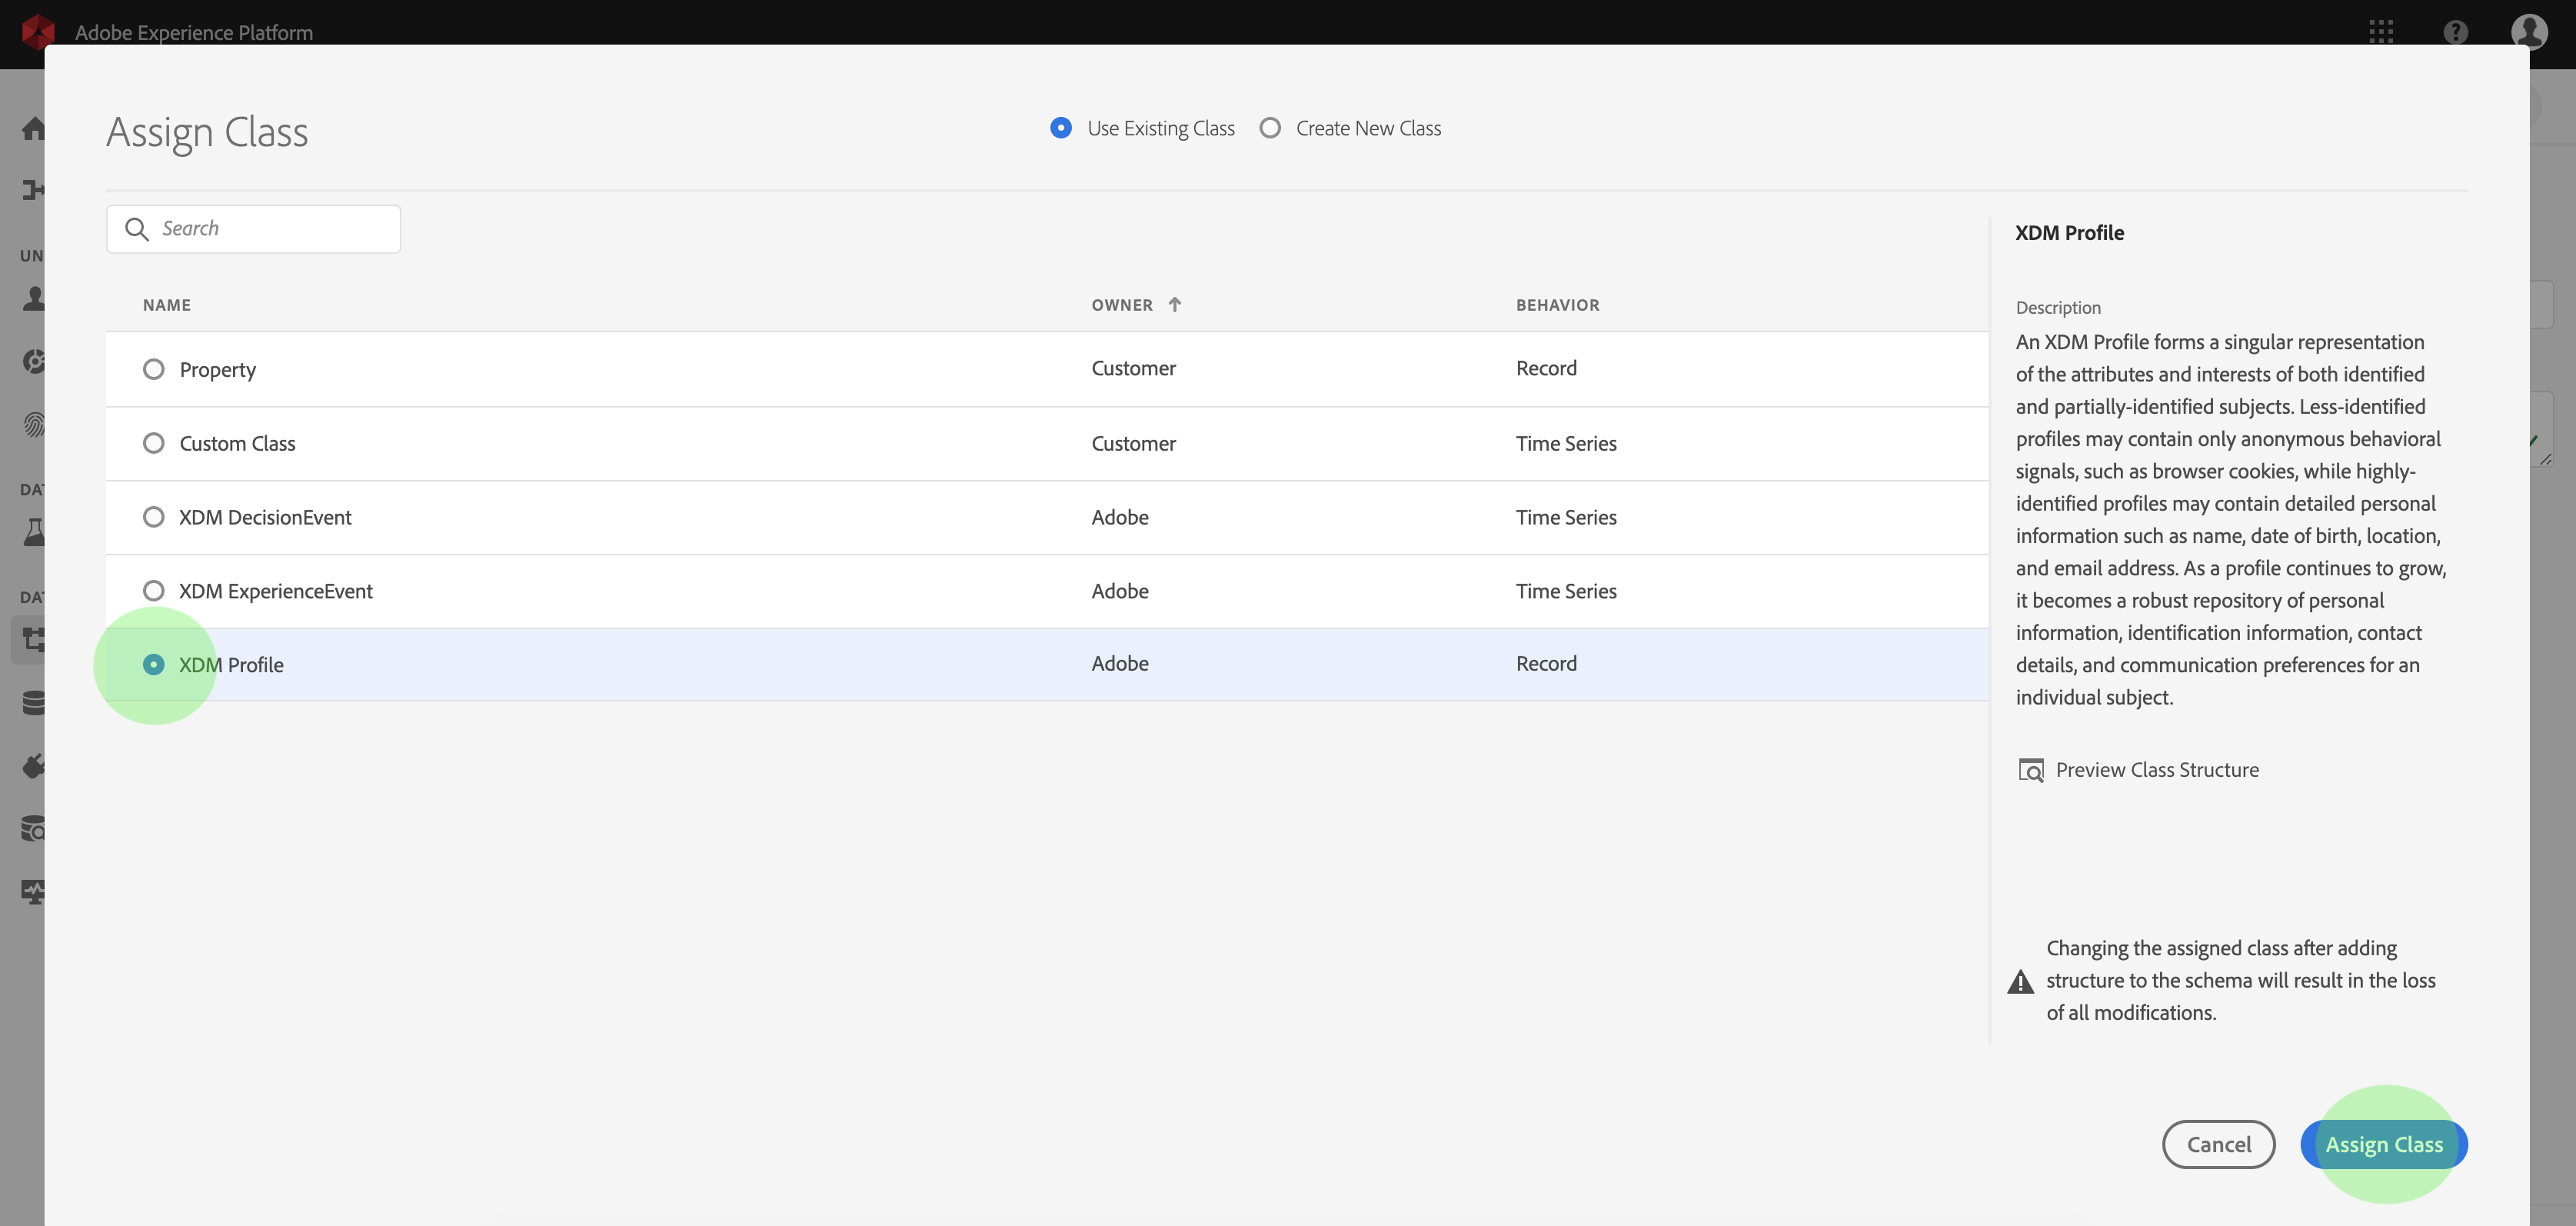 Adobe Experience Platform
Assign Class
Use Existing Class
Create New Class
Search
NAME OWNER BEHAVIOR
Property Customer Record
Custom Class Customer Time Series
XDM DecisionEvent Adobe Time Series
XDM ExperienceEvent Adobe Time Series
XDM Profile Adobe Record
XDM Profile
Description
An XDM Profile forms a singular representation
of the attributes and interests of both identified
and partially-identified subjects. Less-identified
profiles may contain only anonymous behavioral
signals, such as browser cookies, while highly-
identified profiles may contain detailed personal
information such as name, date of birth, location,
and email address. As a profile continues to grow,
it becomes a robust repository of personal
information, identification information, contact
details, and communication preferences for an
individual subject.
Preview Class Structure
Changing the assigned class after adding
structure to the schema will result in the loss
of all modifications.
Cancel
Assign Class
UN
DAT
DAT